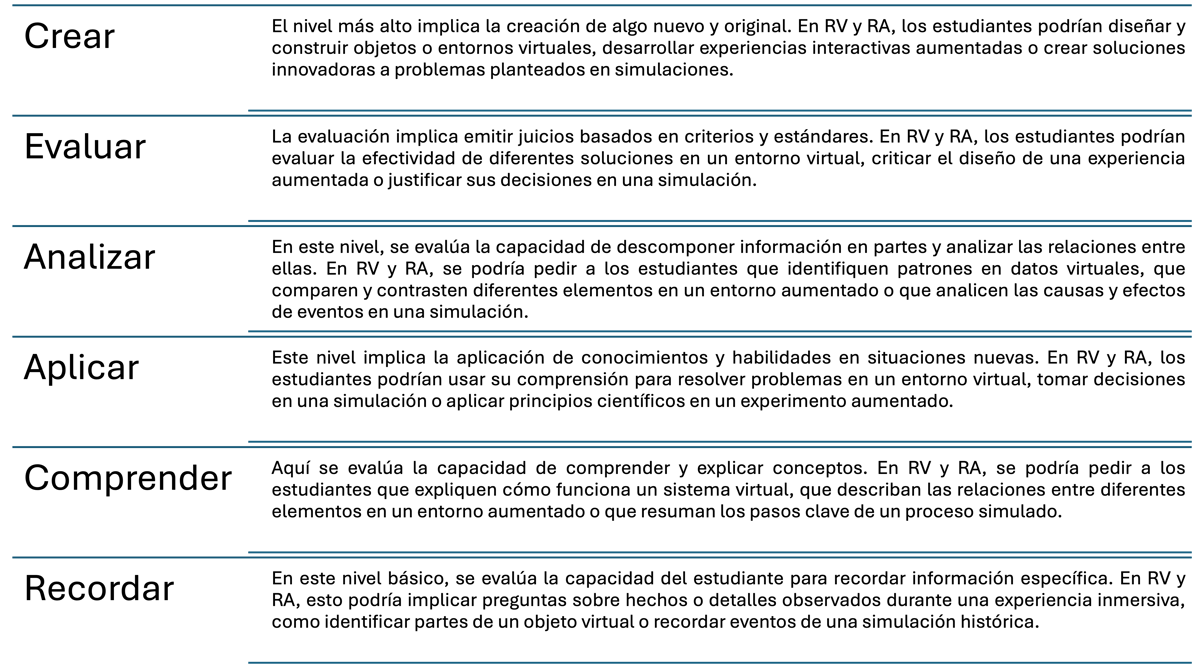 Crear
El nivel más alto implica la creación de algo nuevo y original. En RV y RA, los estudiantes podrían diseñar y
construir objetos o entornos virtuales, desarrollar experiencias interactivas aumentadas o crear soluciones
innovadoras a problemas planteados en simulaciones.
Evaluar
La evaluación implica emitir juicios basados en criterios y estándares. En RV y RA, los estudiantes podrían
evaluar la efectividad de diferentes soluciones en un entorno virtual, criticar el diseño de una experiencia
aumentada o justificar sus decisiones en una simulación.
Analizar
En este nivel, se evalúa la capacidad de descomponer información en partes y analizar las relaciones entre
ellas. En RV y RA, se podría pedir a los estudiantes que identifiquen patrones en datos virtuales, que
comparen y contrasten diferentes elementos en un entorno aumentado o que analicen las causas y efectos
de eventos en una simulación.
Aplicar
Este nivel implica la aplicación de conocimientos y habilidades en situaciones nuevas. En RV y RA, los
estudiantes podrían usar su comprensión para resolver problemas en un entorno virtual, tomar decisiones
en una simulación o aplicar principios científicos en un experimento aumentado.
Comprender
Aquí se evalúa la capacidad de comprender y explicar conceptos. En RV y RA, se podría pedir a los
estudiantes que expliquen cómo funciona un sistema virtual, que describan las relaciones entre diferentes
elementos en un entorno aumentado o que resuman los pasos clave de un proceso simulado.
Recordar
En este nivel básico, se evalúa la capacidad del estudiante para recordar información específica. En RV y
RA, esto podría implicar preguntas sobre hechos o detalles observados durante una experiencia inmersiva,
como identificar partes de un objeto virtual o recordar eventos de una simulación histórica.